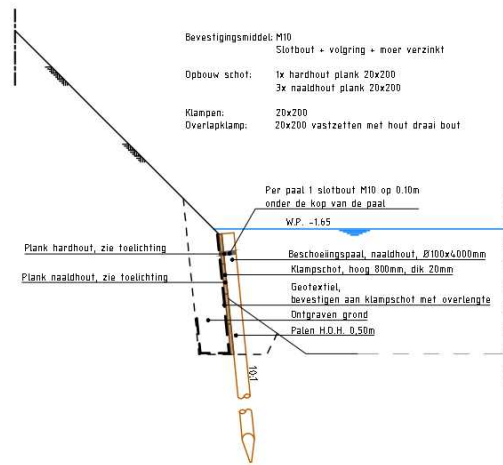 Bevestigingsmiddel: M10
Slotbout + volgring + moer verzinkt
Opbouw schot: 1x hardhout plank 20x200
3x naaldhout plank 20x200
Klampen: 20x200
Overlapklamp: 20x200 vastzetten met hout draai bout
Per paal 1 slotbout M10 op 0.10m
onder de kop van de paal
W.P. -1.65
Plank hardhout, zie toelichting
Beschoeiingspaal, naaldhout, Ø100x4000mm
Klampschot, hoog 800mm, dik 20mm
Plank naaldhout, zie toelichting
Geotextiel,
bevestigen aan klampschot met overlengte
Ontgraven grond
Palen H.O.H. 0,50m
10:1